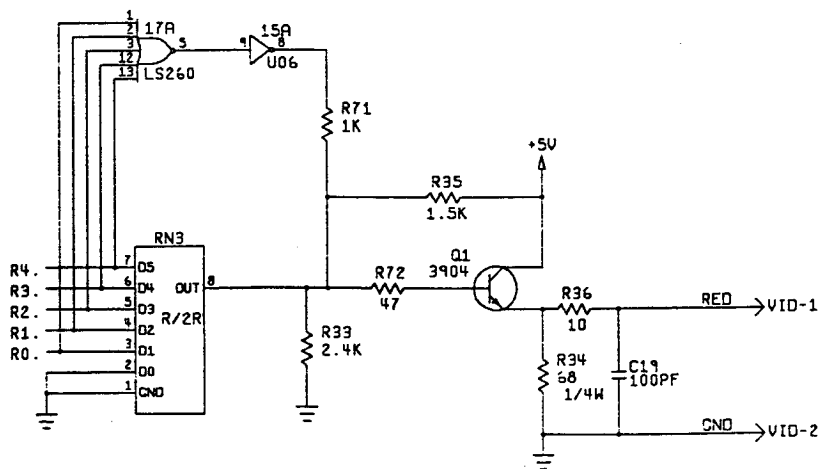 1 17A
2
3 5
12
13 LS260
9 15A 8
U06
R71
1K
+5V
R35
1.5K
RN3
Q1
3904
R4. 7 D5
R3. 6 D4 OUT 8
R2. 5 D3
R1. 4 D2 R/2R
R0. 3 D1
2 D0
1 GND
R72
47
R33
2.4K
R36
10
RED VID-1
R34
68
1/4W
C19
100PF
GND VID-2